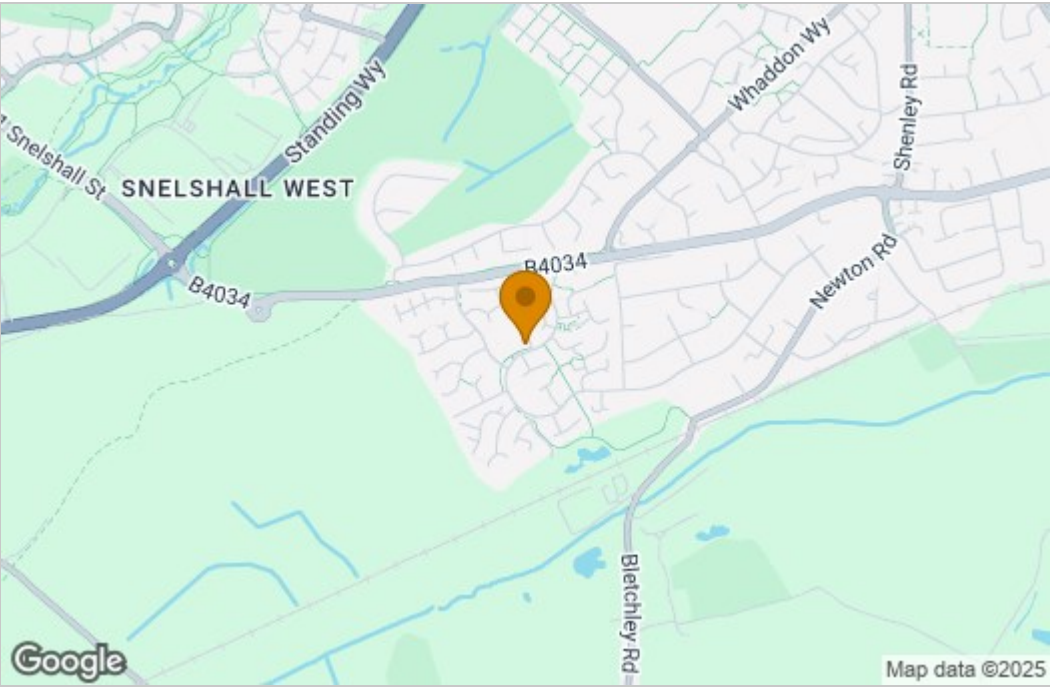 Whaddon Wy
Standing Wy
Shenley Rd
Snelshall St
SNELSHALL WEST
B4034
Newton Rd
B4034
Bletchley Rd
Google
Map data ©2025